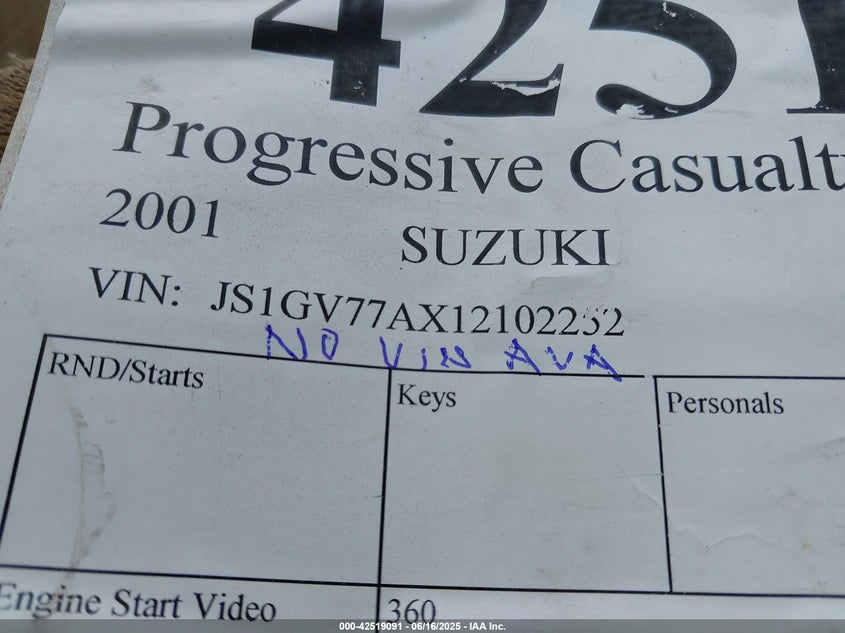 4251
Progressive Casualt
2001 SUZUKI
VIN: JS1GV77AX12102252
NO VIN AVA
RND/Starts
Keys
Personals
Engine Start Video
360
000-42519091 - 06/16/2025 - IAA Inc.